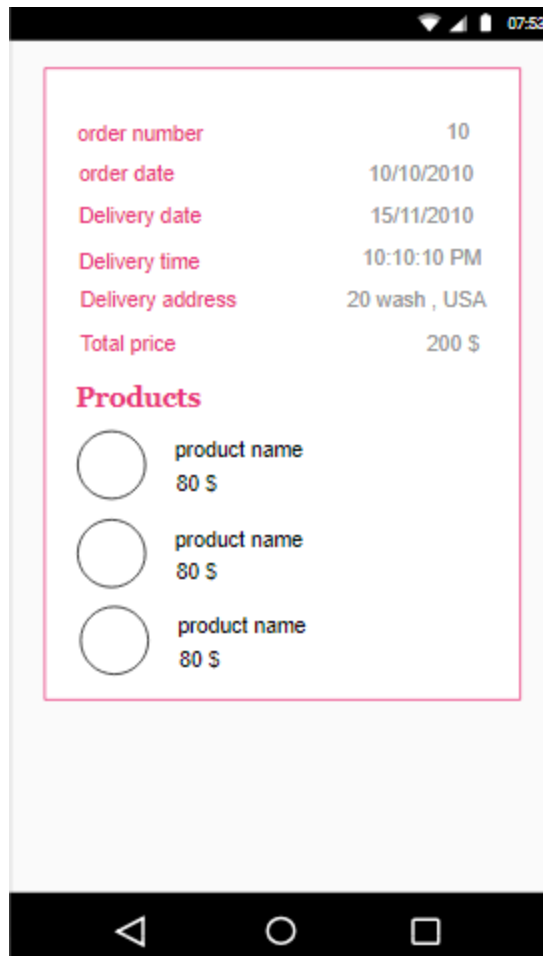 07:52
order number 10
order date 10/10/2010
Delivery date 15/11/2010
Delivery time 10:10:10 PM
Delivery address 20 wash , USA
Total price 200 $
Products
product name
80 $
product name
80 $
product name
80 $